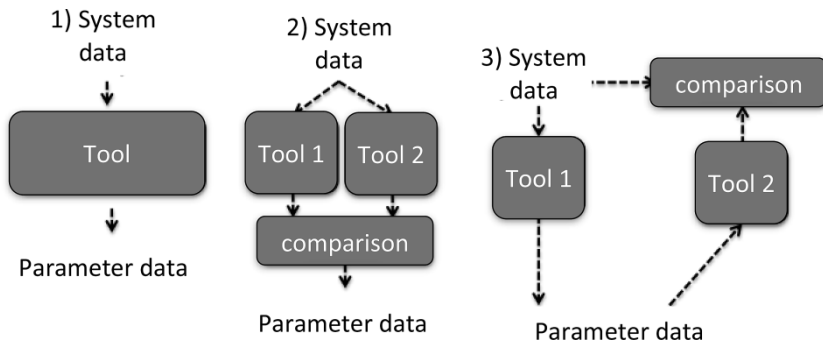 1) System
data
Tool
Parameter data
2) System
data
Tool 1
Tool 2
comparison
Parameter data
3) System
data
comparison
Tool 1
Tool 2
Parameter data